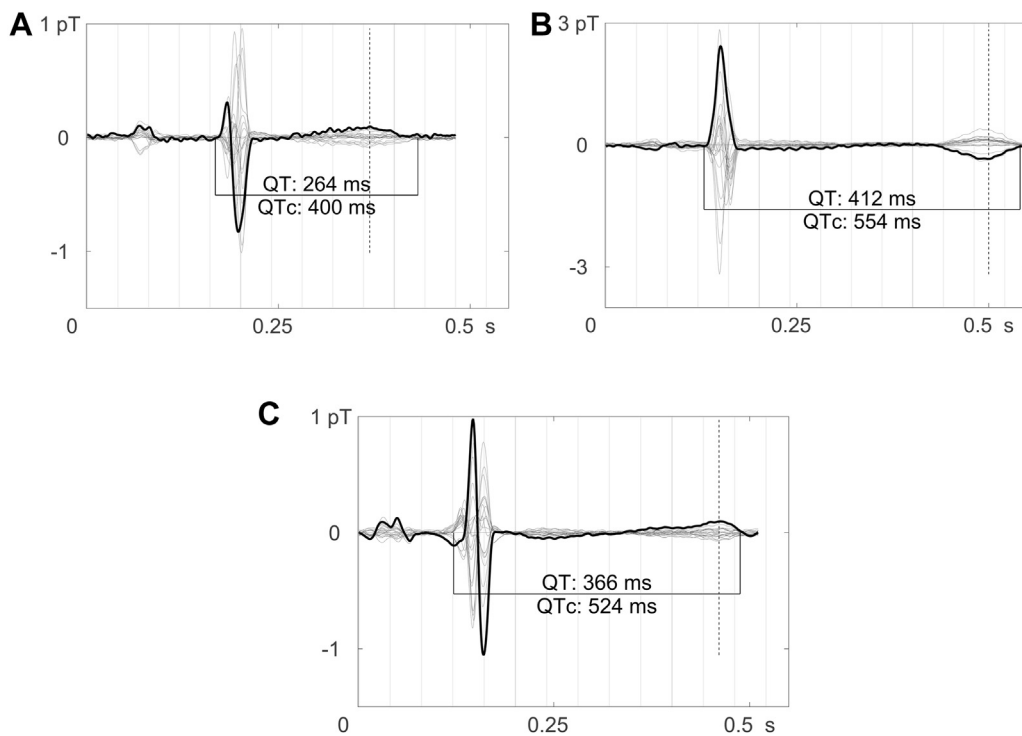 A
1 pT
0
-1
QT: 264 ms
QTc: 400 ms
0
0.25
0.5 s
B
3 pT
0
-3
QT: 412 ms
QTc: 554 ms
0
0.25
0.5 s
C
1 pT
0
-1
QT: 366 ms
QTc: 524 ms
0
0.25
0.5 s